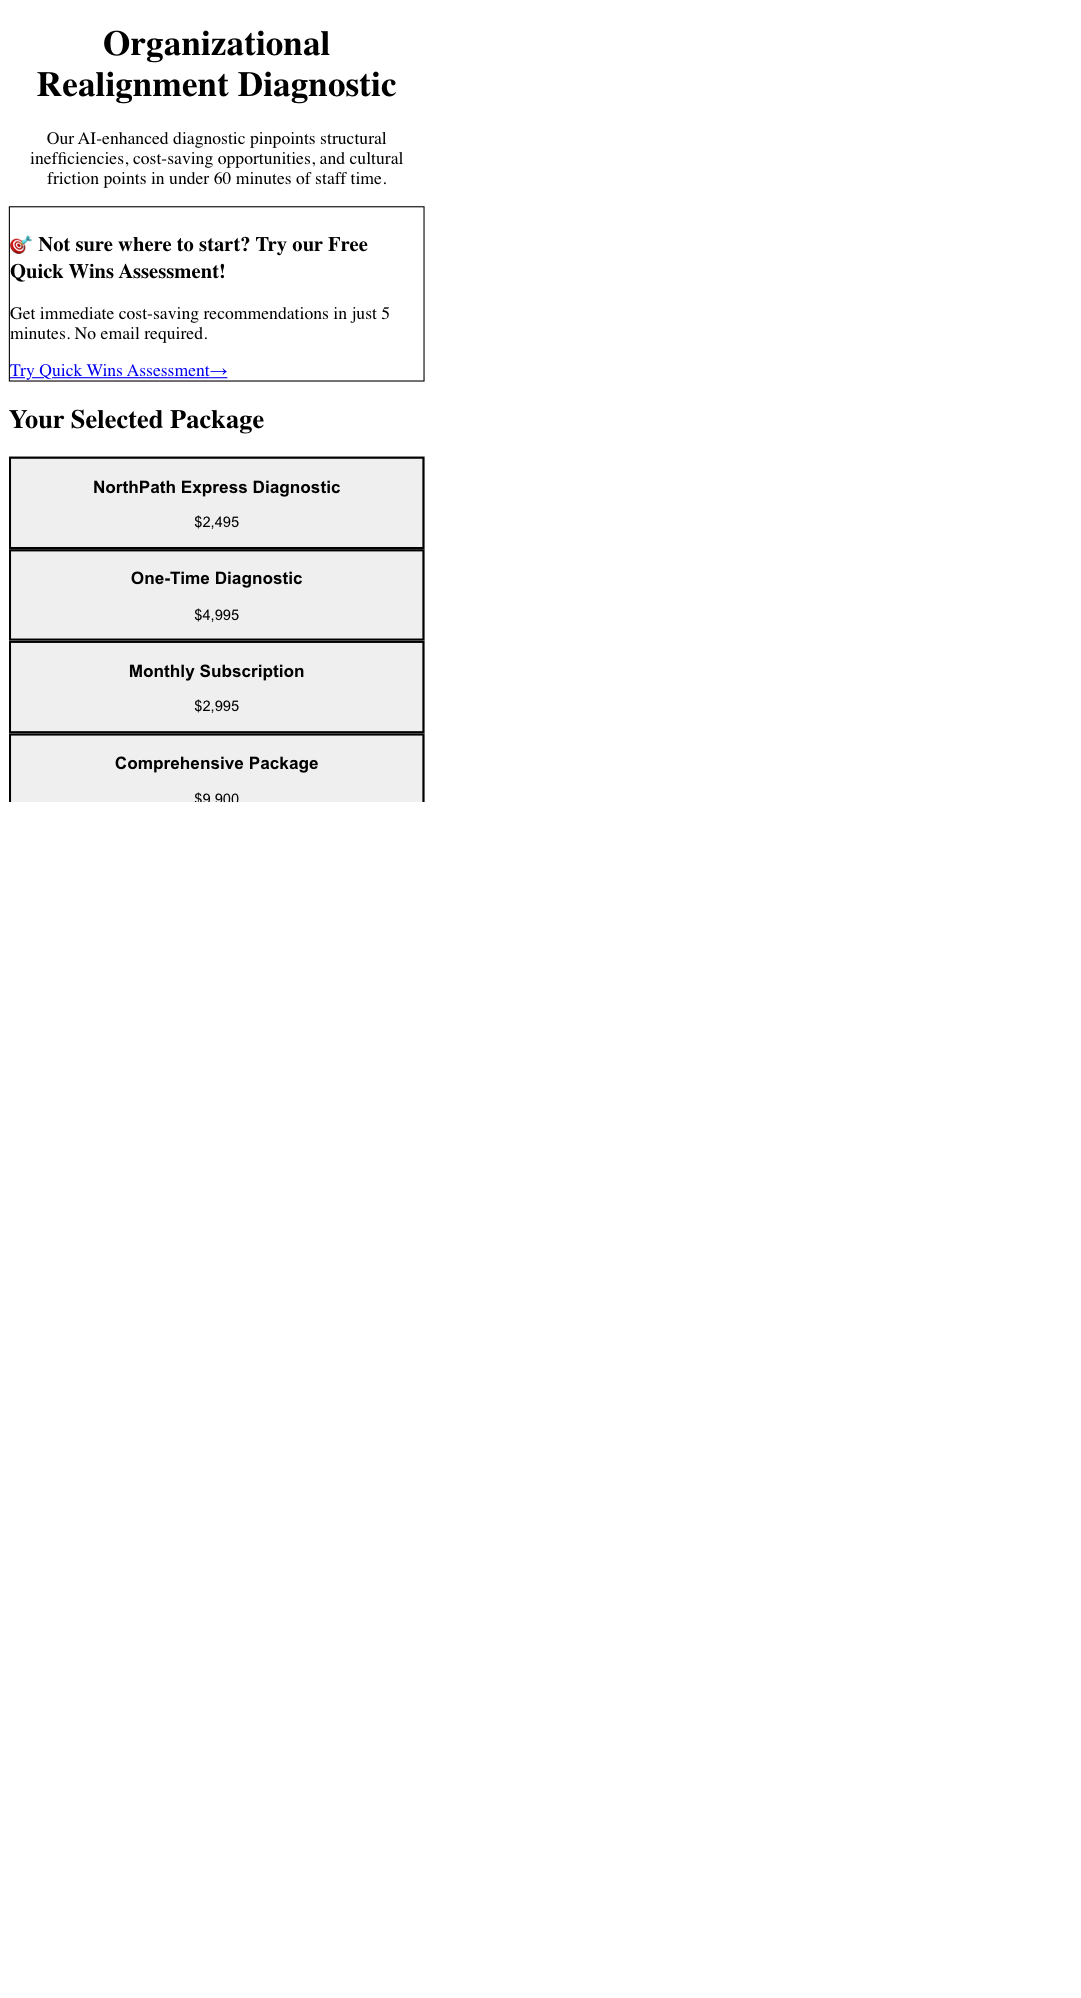 Organizational
Realignment Diagnostic
Our AI-enhanced diagnostic pinpoints structural
inefficiencies, cost-saving opportunities, and cultural
friction points in under 60 minutes of staff time.
🎯 Not sure where to start? Try our Free
Quick Wins Assessment!
Get immediate cost-saving recommendations in just 5
minutes. No email required.
Try Quick Wins Assessment→
Your Selected Package
NorthPath Express Diagnostic
$2,495
One-Time Diagnostic
$4,995
Monthly Subscription
$2,995
Comprehensive Package
$9,900